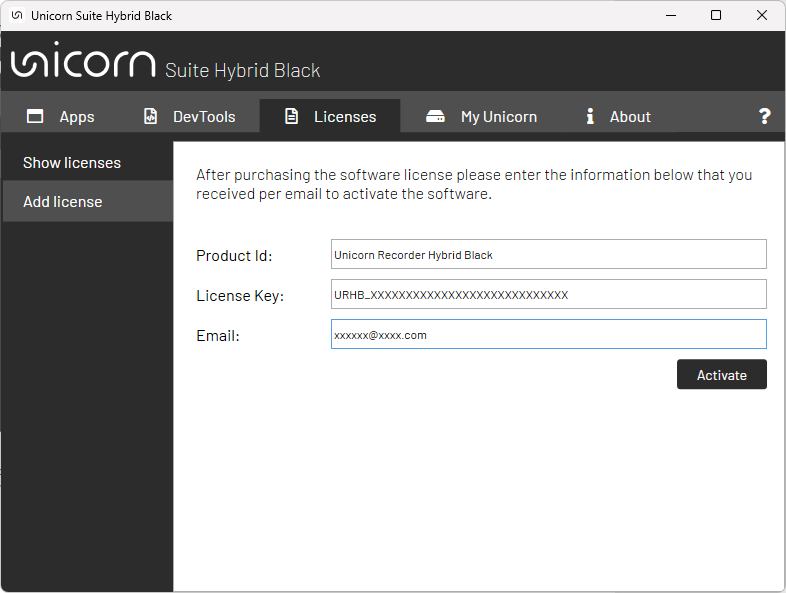 Unicorn Suite Hybrid Black
unicorn Suite Hybrid Black
Apps DevTools Licenses My Unicorn About ?
Show licenses
Add license
After purchasing the software license please enter the information below that you
received per email to activate the software.
Product Id: Unicorn Recorder Hybrid Black
License Key: URHB_XXXXXXXXXXXXXXXXXXXXXXXXXXXX
Email: xxxxxx@xxxx.com
Activate